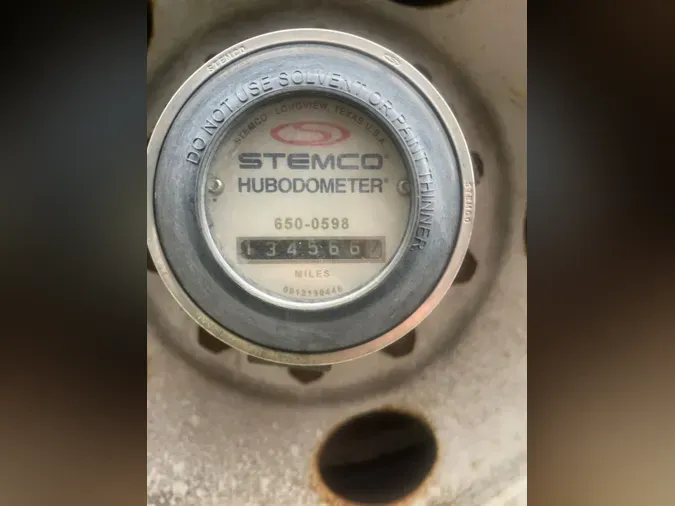 STEMCO
DO NOT USE SOLVENT OR PAINT THINNER
STEMCO LONGVIEW, TEXAS U.S.A.
STEMCO
HUBODOMETER®
650-0598
134566
MILES
STEMCO